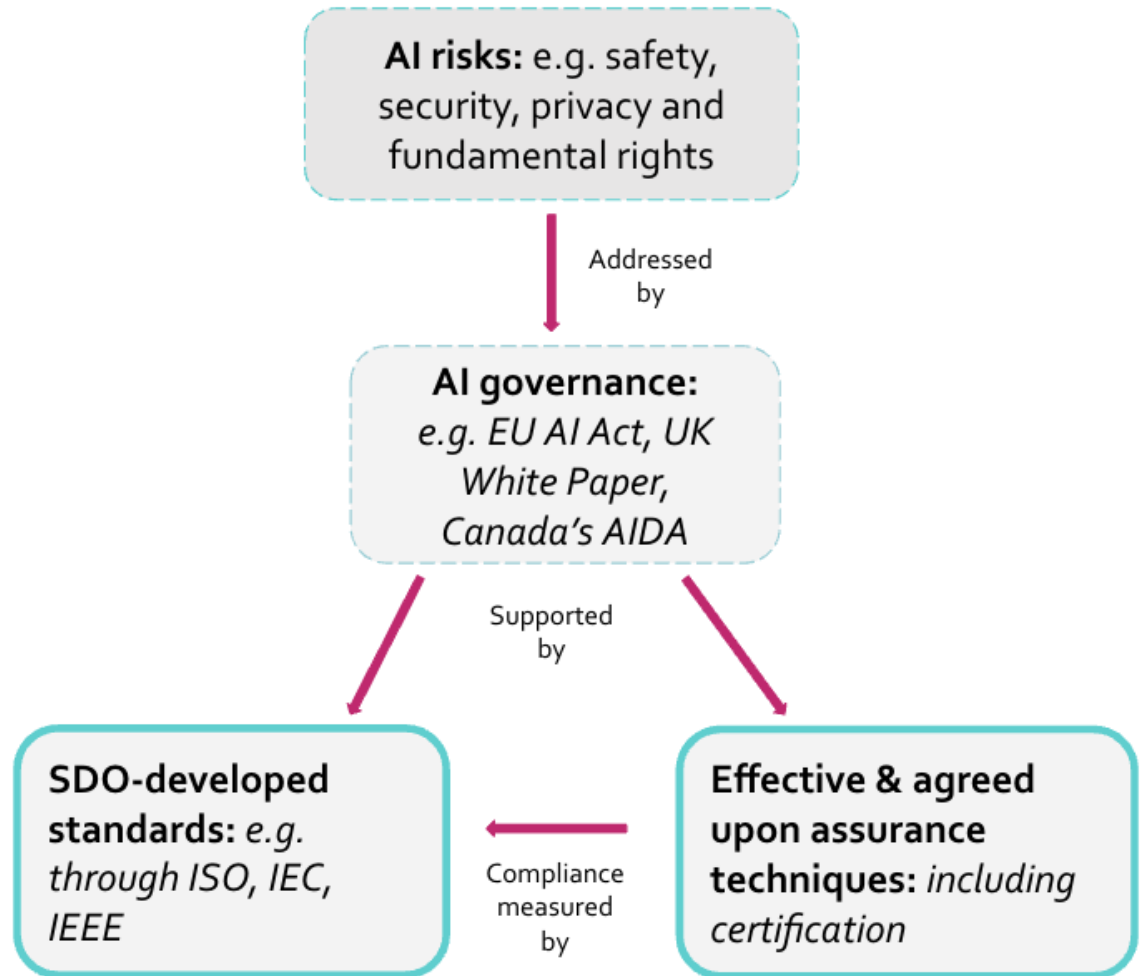 AI risks: e.g. safety,
security, privacy and
fundamental rights
Addressed
by
AI governance:
e.g. EU AI Act, UK
White Paper,
Canada’s AIDA
Supported
by
SDO-developed
standards: e.g.
through ISO, IEC,
IEEE
Compliance
measured
by
Effective & agreed
upon assurance
techniques: including
certification